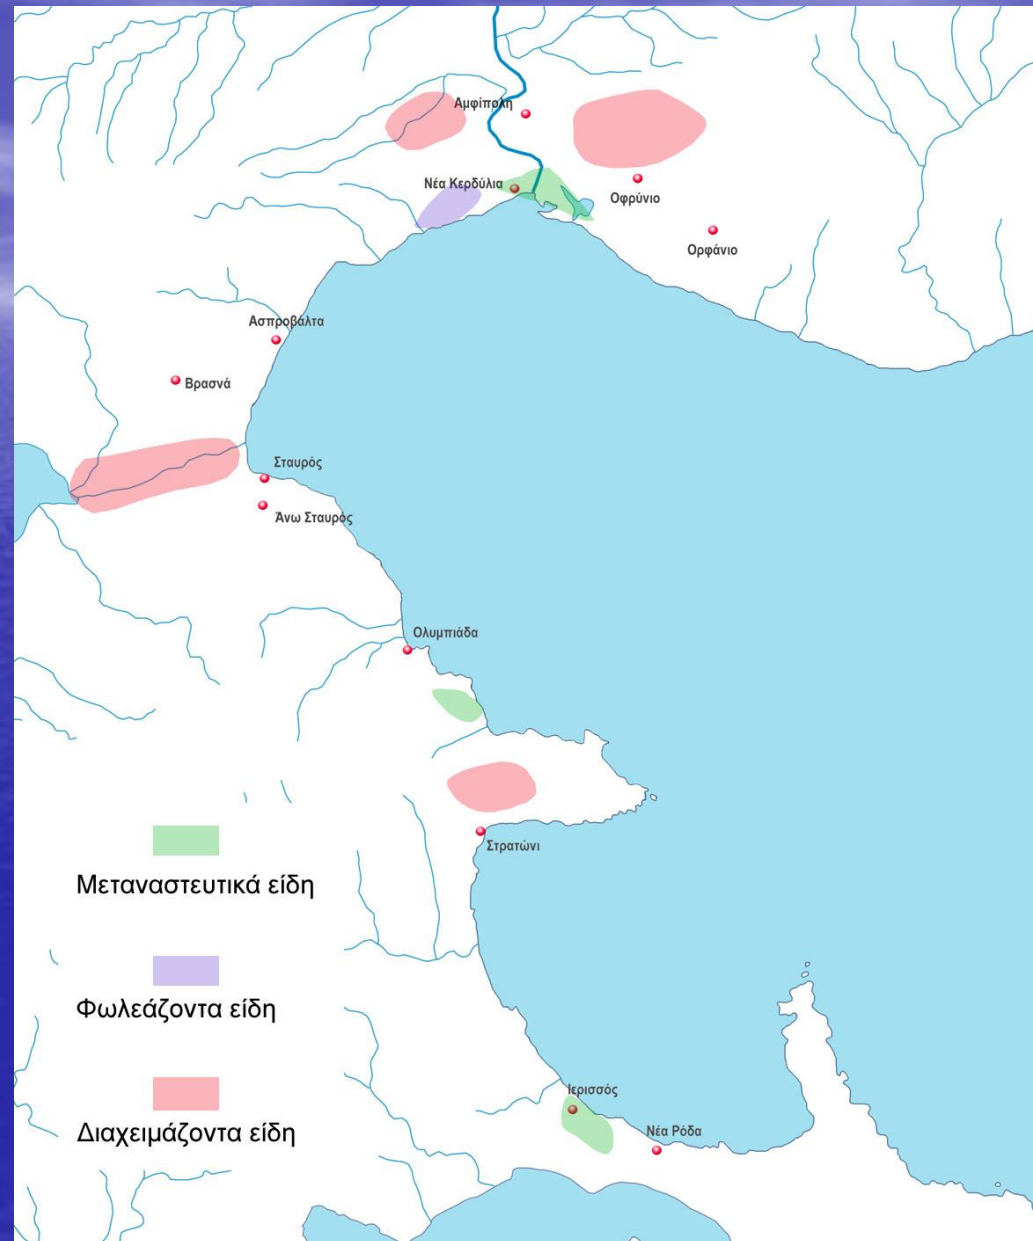 Αμφίπολη
Νέα Κερδύλια
Οφρύνιο
Ορφάνιο
Ασπροβάλτα
Βρασνά
Σταυρός
Άνω Σταυρός
Ολυμπιάδα
Στρατώνι
Μεταναστευτικά είδη
Φωλεάζοντα είδη
Διαχειμάζοντα είδη
Ιερισσός
Νέα Ρόδα